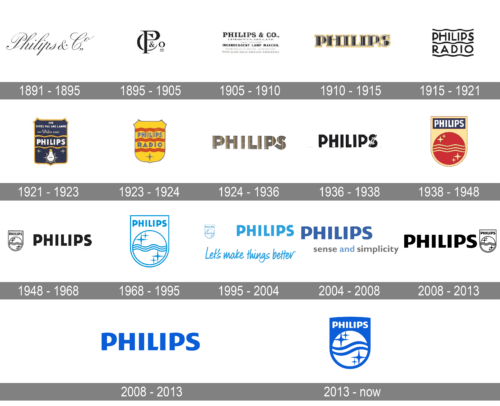 Philips & Co
P&Co
PHILIPS & CO.,
INCANDESCENT LAMP MAKERS,
PHILIPS
PHILIPS
RADIO
1891 - 1895
1895 - 1905
1905 - 1910
1910 - 1915
1915 - 1921
PHILIPS
PHILIPS
RADIO
PHILIPS
PHILIPS
PHILIPS
1921 - 1923
1923 - 1924
1924 - 1936
1936 - 1938
1938 - 1948
PHILIPS
PHILIPS
PHILIPS
Let's make things better
PHILIPS
sense and simplicity
PHILIPS
1948 - 1968
1968 - 1995
1995 - 2004
2004 - 2008
2008 - 2013
PHILIPS
PHILIPS
2008 - 2013
2013 - now